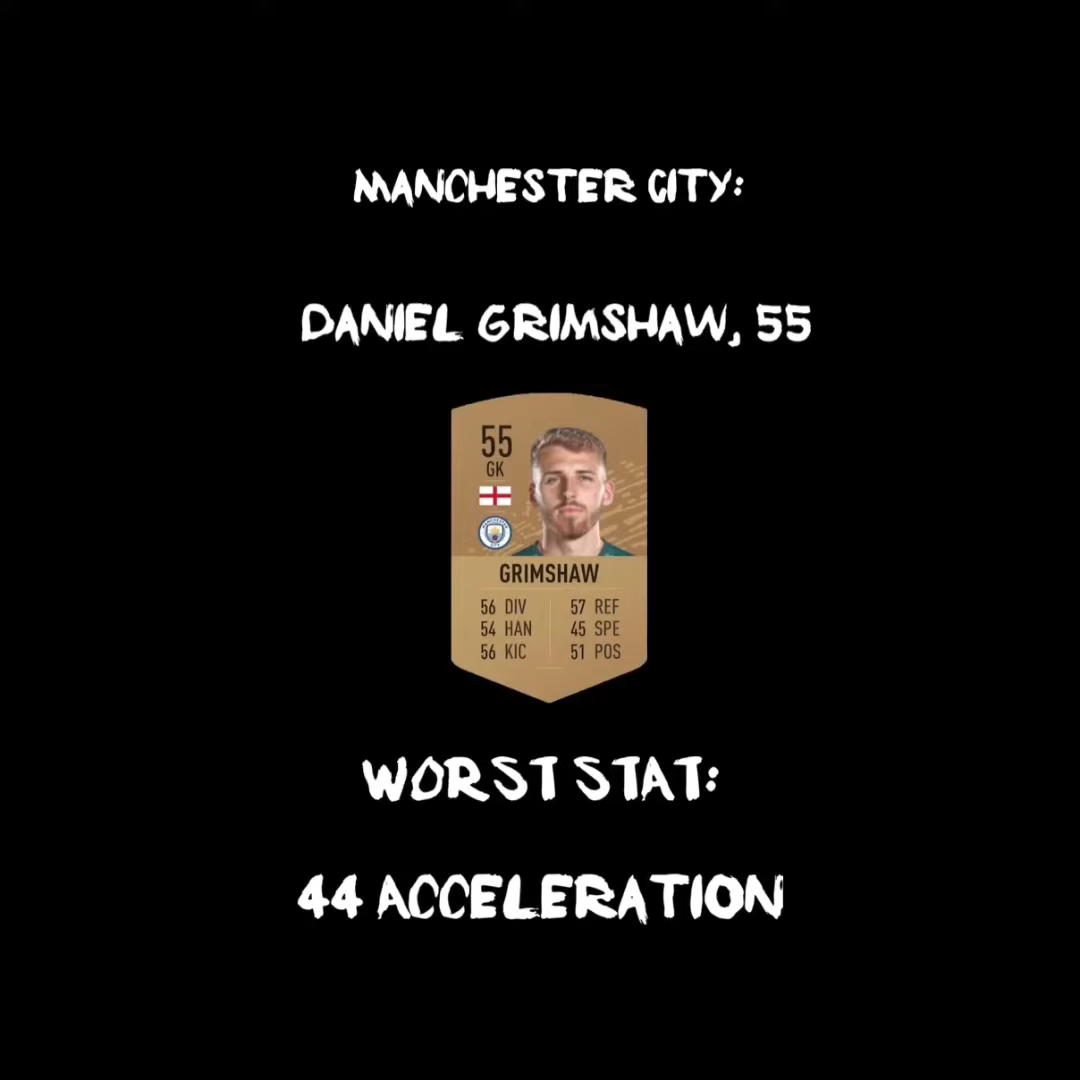 MANCHESTER CITY:
DANIEL GRIMSHAW, 55
55
GK
GRIMSHAW
56 DIV 57 REF
54 HAN 45 SPE
56 KIC 51 POS
WORST STAT:
44 ACCELERATION